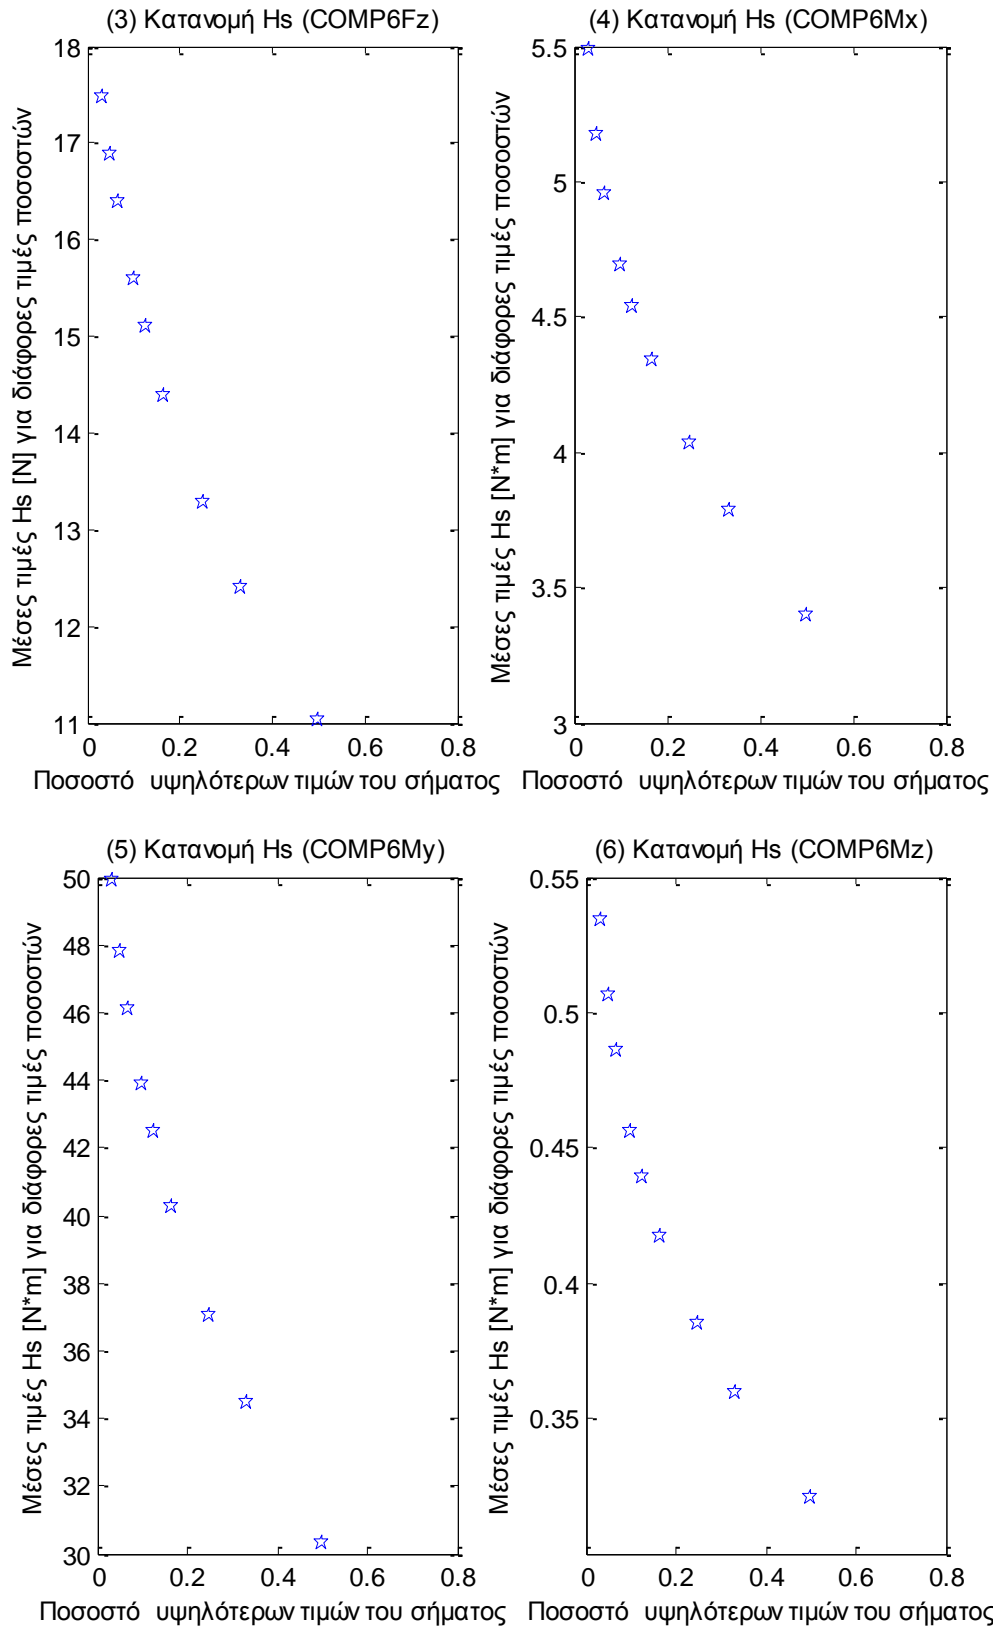 (3) Κατανομή Hs (COMP6Fz)
Μέσες τιμές Hs [N] για διάφορες τιμές ποσοστών
18
17
16
15
14
13
12
11
0 0.2 0.4 0.6 0.8
Ποσοστό υψηλότερων τιμών του σήματος
(4) Κατανομή Hs (COMP6Mx)
Μέσες τιμές Hs [N*m] για διάφορες τιμές ποσοστών
5.5
5
4.5
4
3.5
3
0 0.2 0.4 0.6 0.8
Ποσοστό υψηλότερων τιμών του σήματος
(5) Κατανομή Hs (COMP6My)
Μέσες τιμές Hs [N*m] για διάφορες τιμές ποσοστών
50
48
46
44
42
40
38
36
34
32
30
0 0.2 0.4 0.6 0.8
Ποσοστό υψηλότερων τιμών του σήματος
(6) Κατανομή Hs (COMP6Mz)
Μέσες τιμές Hs [N*m] για διάφορες τιμές ποσοστών
0.55
0.5
0.45
0.4
0.35
0 0.2 0.4 0.6 0.8
Ποσοστό υψηλότερων τιμών του σήματος